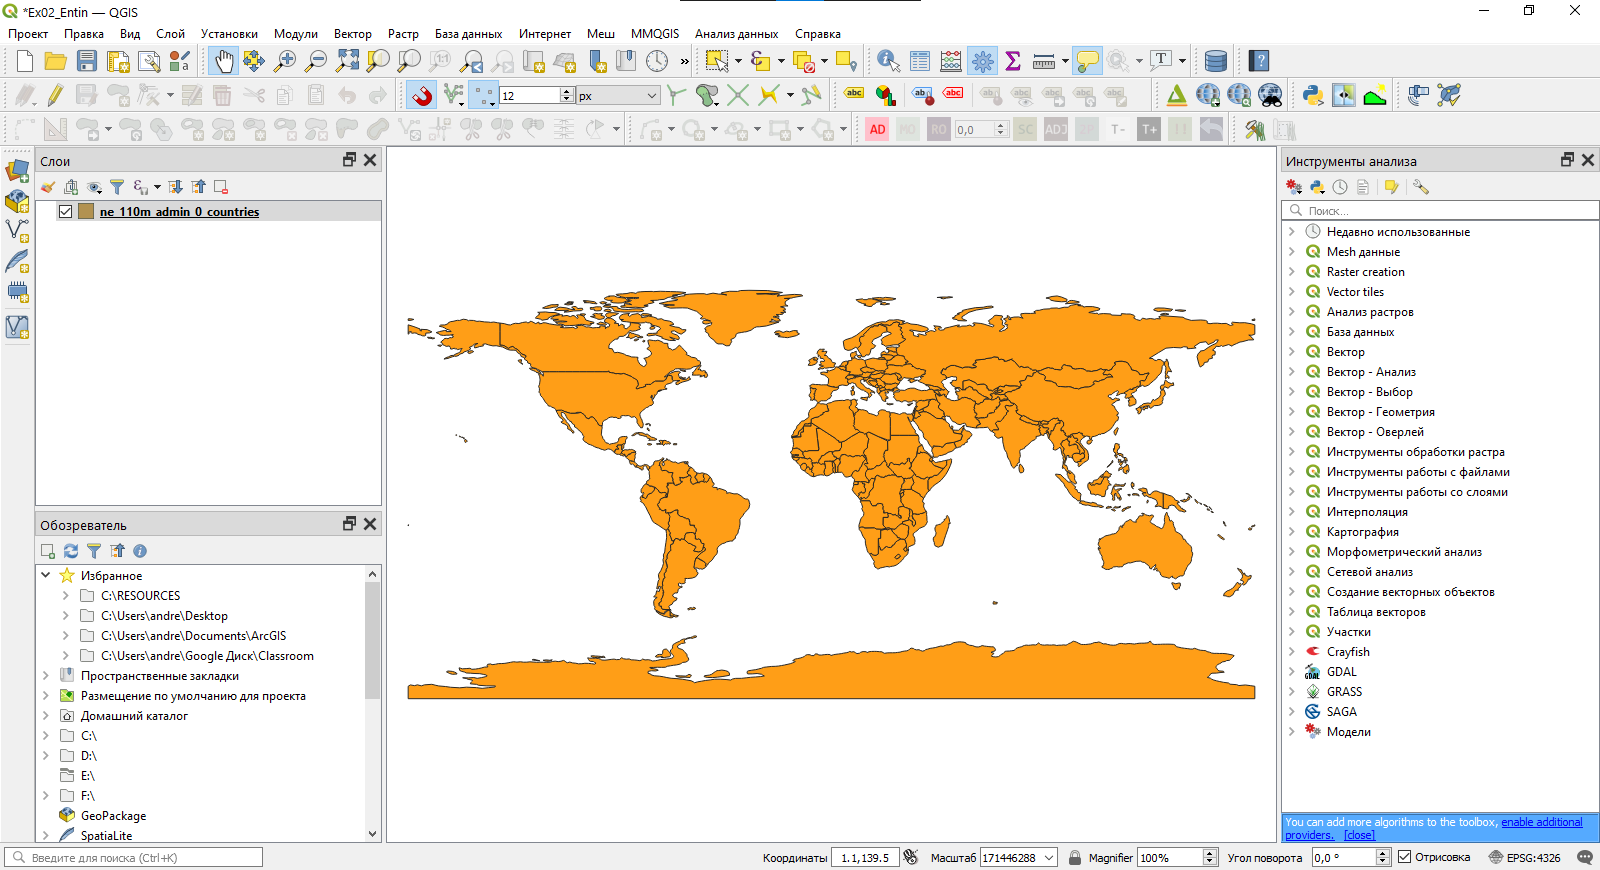 *Ex02_Entin — QGIS
Проект Правка Вид Слой Установки Модули Вектор Растр База данных Интернет Меш MMQGIS Анализ данных Справка
12 px
0,0
AD MO RO SC ADJ T- T+
abc abc abc abc
Слои
ne_110m_admin_0_countries
Обозреватель
Избранное
C:\RESOURCES
C:\Users\andre\Desktop
C:\Users\andre\Documents\ArcGIS
C:\Users\andre\Google Диск\Classroom
Пространственные закладки
Размещение по умолчанию для проекта
Домашний каталог
C:\
D:\
E:\
F:\
GeoPackage
SpatiaLite
Инструменты анализа
Поиск...
Недавно использованные
Mesh данные
Raster creation
Vector tiles
Анализ растров
База данных
Вектор
Вектор - Анализ
Вектор - Выбор
Вектор - Геометрия
Вектор - Оверлей
Инструменты обработки растра
Инструменты работы с файлами
Инструменты работы со слоями
Интерполяция
Картография
Морфометрический анализ
Сетевой анализ
Создание векторных объектов
Таблица векторов
Участки
Crayfish
GDAL
GRASS
SAGA
Модели
You can add more algorithms to the toolbox, enable additional
providers. [close]
Введите для поиска (Ctrl+K)
Координаты 1.1,139.5 Масштаб 171446288 Magnifier 100% Угол поворота 0,0 ° Отрисовка EPSG:4326